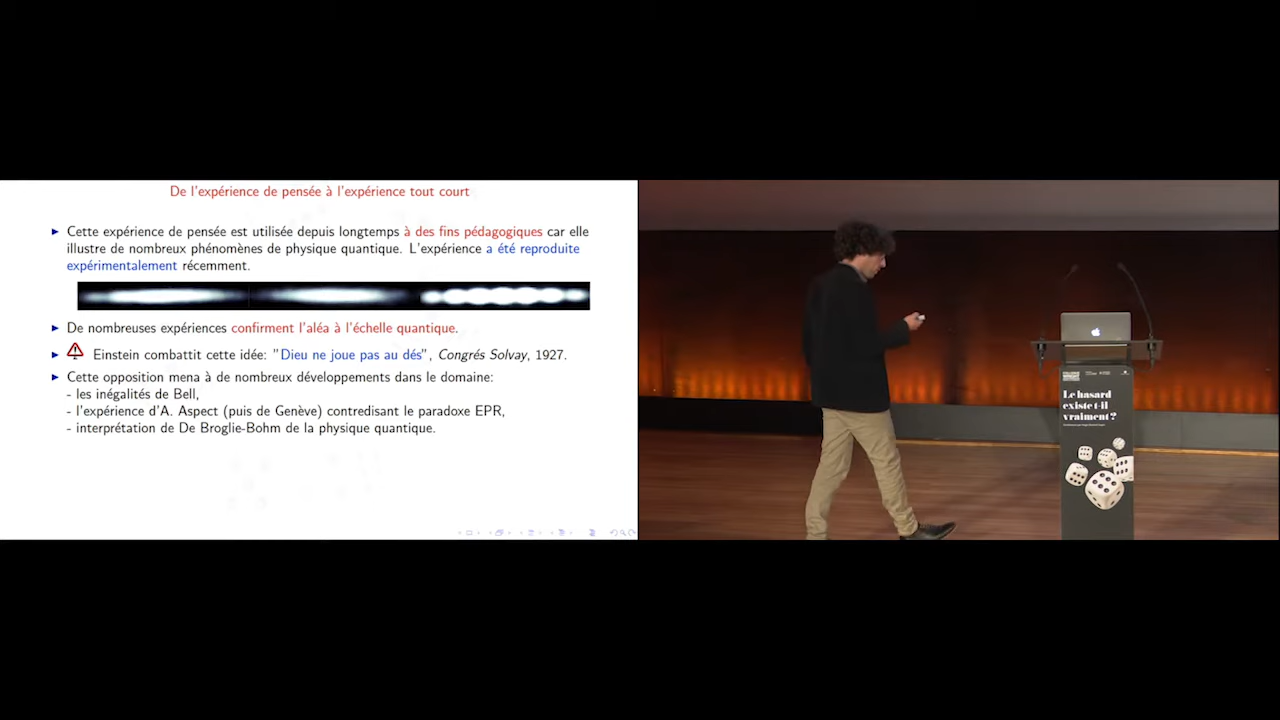 De l'expérience de pensée à l'expérience tout court
► Cette expérience de pensée est utilisée depuis longtemps à des fins pédagogiques car elle
illustre de nombreux phénomènes de physique quantique. L'expérience a été reproduite
expérimentalement récemment.
► De nombreuses expériences confirment l'aléa à l'échelle quantique.
► Einstein combattit cette idée: "Dieu ne joue pas au dés", Congrés Solvay, 1927.
► Cette opposition mena à de nombreux développements dans le domaine:
- les inégalités de Bell,
- l'expérience d'A. Aspect (puis de Genève) contredisant le paradoxe EPR,
- interprétation de De Broglie-Bohm de la physique quantique.
Le hasard
existe t-il
vraiment ?